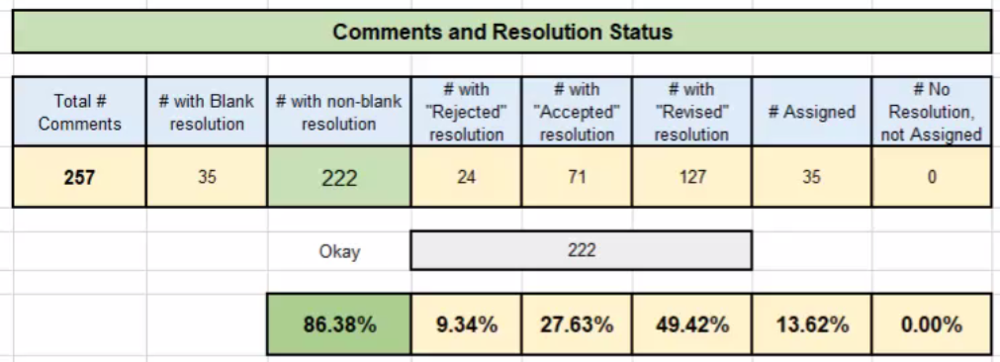 Comments and Resolution Status
Total # Comments
# with Blank resolution
# with non-blank resolution
# with "Rejected" resolution
# with "Accepted" resolution
# with "Revised" resolution
# Assigned
# No Resolution, not Assigned
257 35 222 24 71 127 35 0
Okay 222
86.38% 9.34% 27.63% 49.42% 13.62% 0.00%